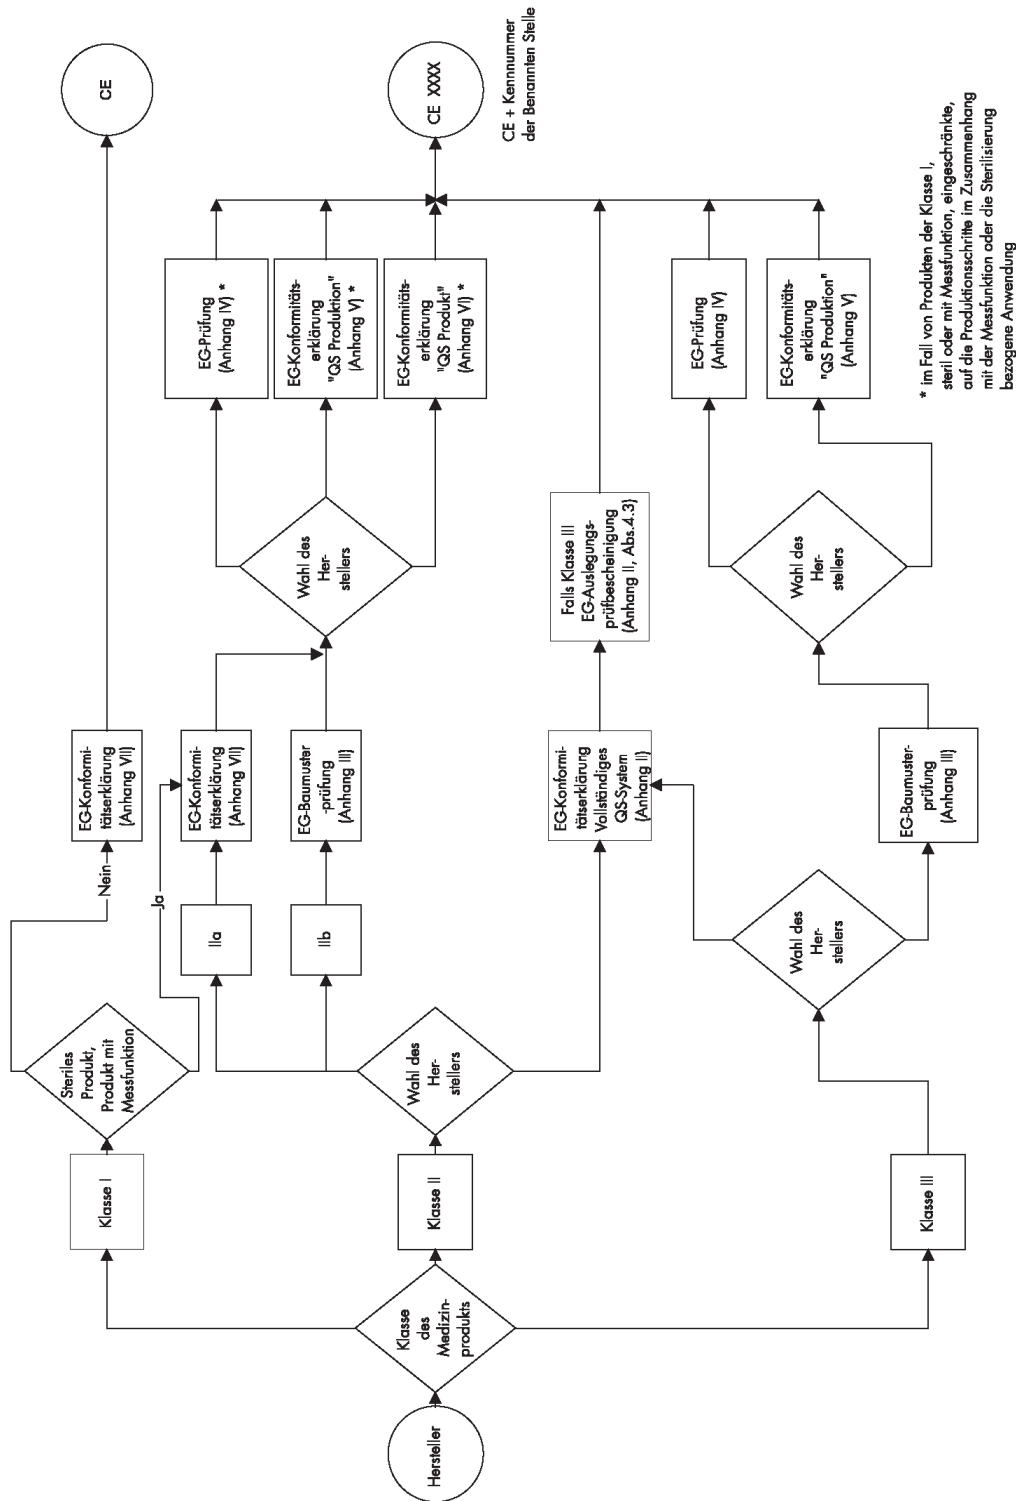 Hersteller
Klasse
des
Medizin-
produkts
Klasse I
Klasse II
Klasse III
Steriles
Produkt,
Produkt mit
Messfunktion
Nein
Ja
Wahl des
Her-
stellers
IIa
IIb
Wahl des
Her-
stellers
EG-Konformi-
tätserklärung
(Anhang VII)
EG-Konformi-
tätserklärung
(Anhang VII)
EG-Baumuster
-prüfung
(Anhang III)
EG-Konformi-
tätserklärung
Vollständiges
QS-System
(Anhang II)
EG-Baumuster-
prüfung
(Anhang III)
Wahl des
Her-
stellers
Falls Klasse III
EG-Auslegungs-
prüfbescheinigung
(Anhang II, Abs.4.3)
Wahl des
Her-
stellers
EG-Prüfung
(Anhang IV) *
EG-Konformitäts-
erklärung
"QS Produktion"
(Anhang V) *
EG-Konformitäts-
erklärung
"QS Produkt"
(Anhang VI) *
EG-Prüfung
(Anhang IV)
EG-Konformitäts-
erklärung
"QS Produktion"
(Anhang V)
CE
CE XXXX
CE + Kennnummer
der Benannten Stelle
* im Fall von Produkten der Klasse I,
steril oder mit Messfunktion, eingeschränkte,
auf die Produktionsschritte im Zusammenhang
mit der Messfunktion oder die Sterilisierung
bezogene Anwendung